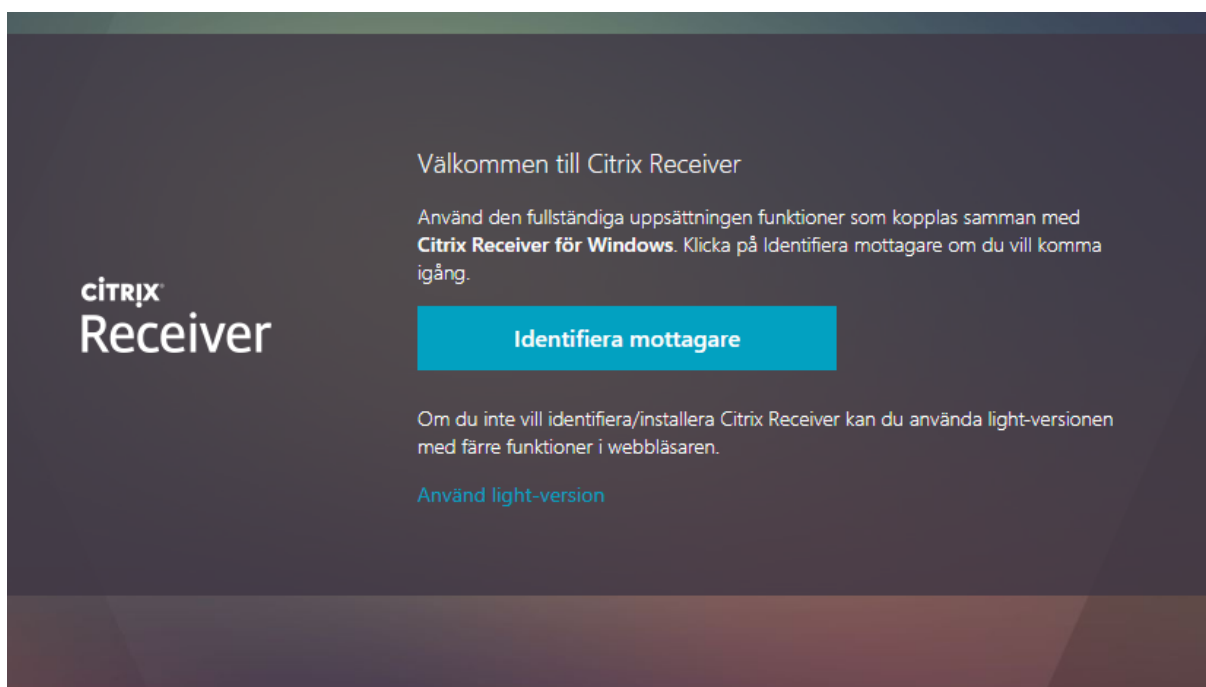 Välkommen till Citrix Receiver
Använd den fullständiga uppsättningen funktioner som kopplas samman med
Citrix Receiver för Windows. Klicka på Identifiera mottagare om du vill komma
igång.
CITRIX
Receiver
Identifiera mottagare
Om du inte vill identifiera/installera Citrix Receiver kan du använda light-versionen
med färre funktioner i webbläsaren.
Använd light-version